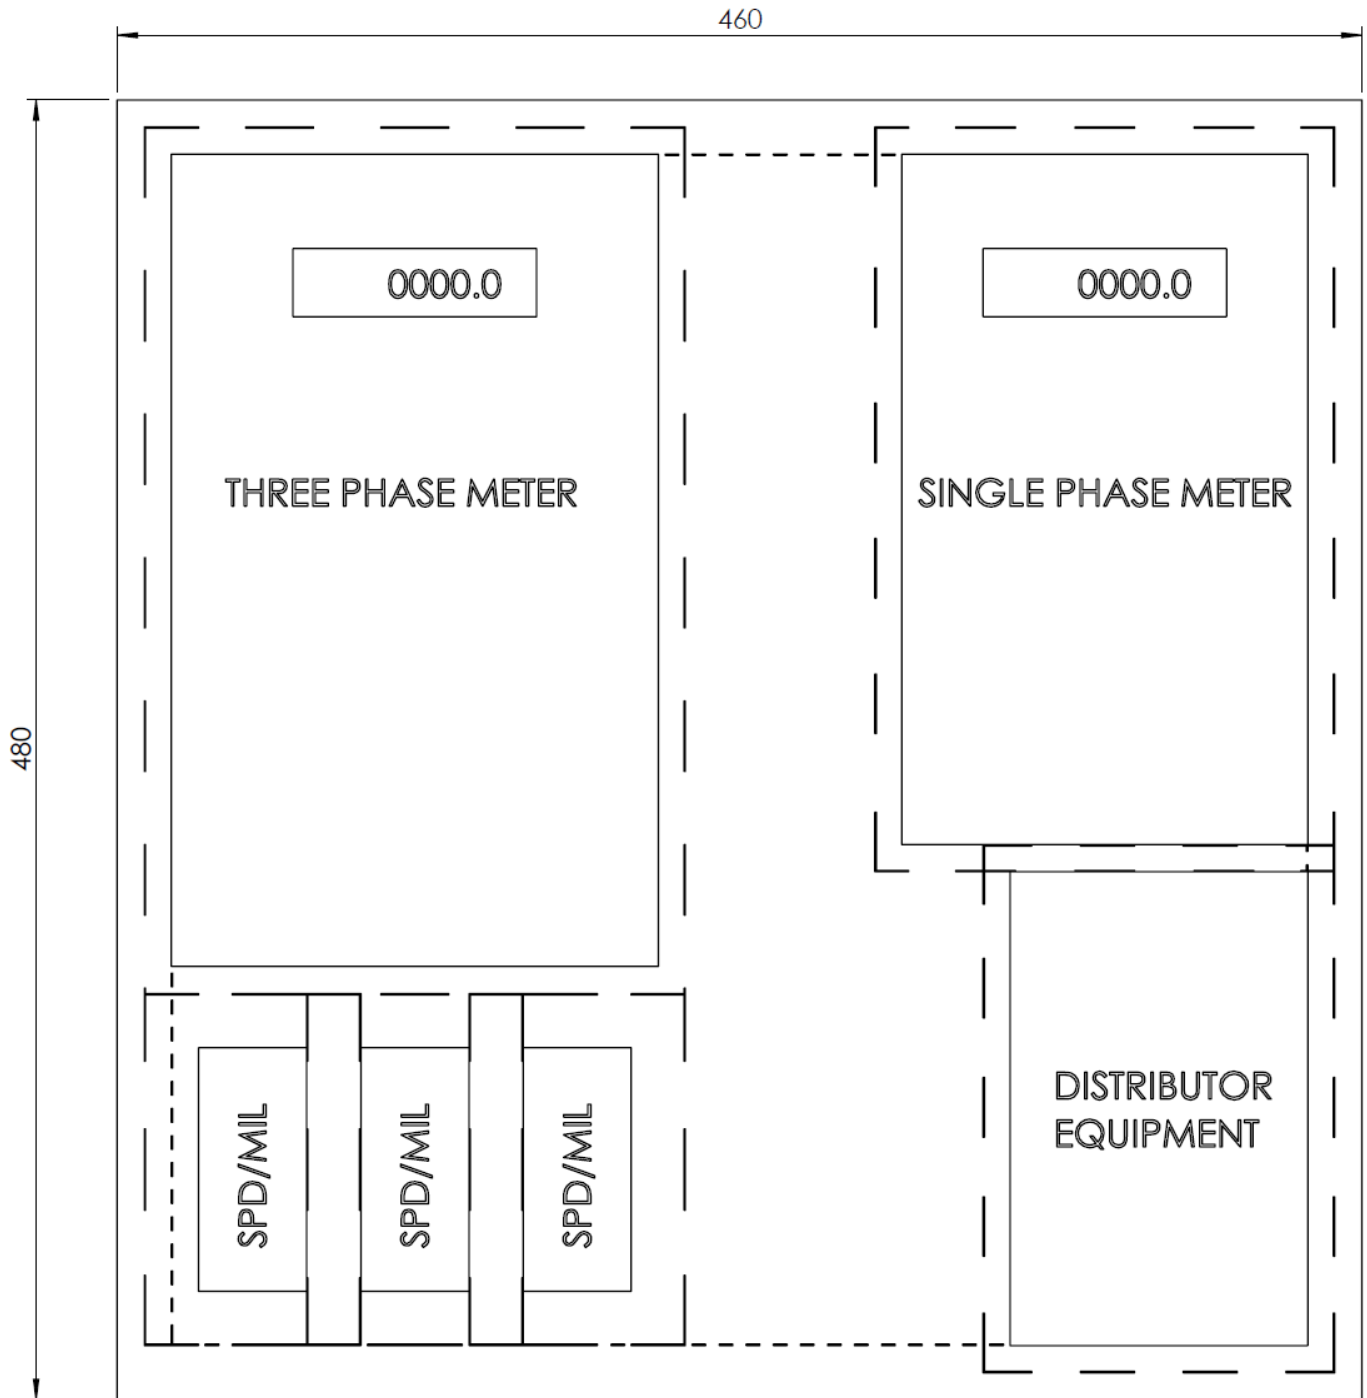 460
480
0000.0
0000.0
THREE PHASE METER
SINGLE PHASE METER
SPD/MIL
SPD/MIL
SPD/MIL
DISTRIBUTOR
EQUIPMENT